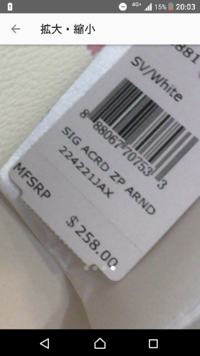 4G+ 15% 20:03
← 拡大・縮小
SV/White
8 88067 70753 3
SIG ACRD ZP ARND
224221JAX
MFSRP
$258.00